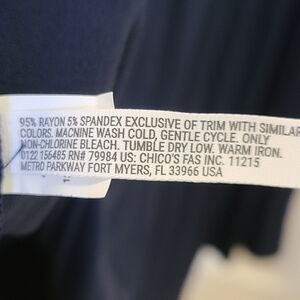 95% RAYON 5% SPANDEX EXCLUSIVE OF TRIM WITH SIMILAR
COLORS. MACNINE WASH COLD, GENTLE CYCLE. ONLY
NON-CHLORINE BLEACH. TUMBLE DRY LOW. WARM IRON.
D122 156485 RN# 79984 US: CHICO'S FAS INC. 11215
METRO PARKWAY FORT MYERS, FL 33966 USA